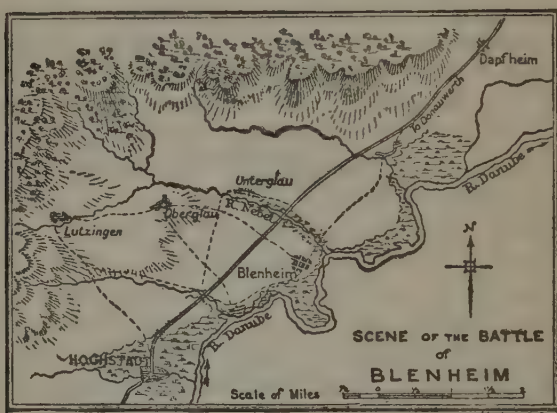 Dapfheim
To Donauwerth
R. Danube
Unterglau
R. Nebel
Oberglau
Lutzingen
Blenheim
N
HOCHSTADT
R. Danube
SCENE OF THE BATTLE
of
BLENHEIM
Scale of Miles